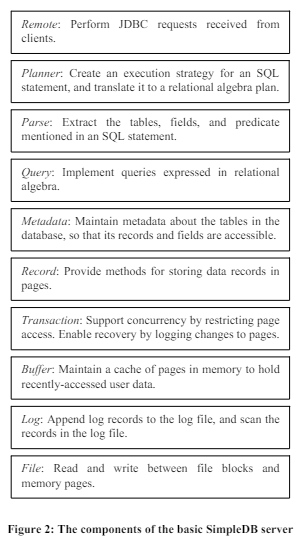 Remote: Perform JDBC requests received from
clients.
Planner: Create an execution strategy for an SQL
statement, and translate it to a relational algebra plan.
Parse: Extract the tables, fields, and predicate
mentioned in an SQL statement.
Query: Implement queries expressed in relational
algebra.
Metadata: Maintain metadata about the tables in the
database, so that its records and fields are accessible.
Record: Provide methods for storing data records in
pages.
Transaction: Support concurrency by restricting page
access. Enable recovery by logging changes to pages.
Buffer: Maintain a cache of pages in memory to hold
recently-accessed user data.
Log: Append log records to the log file, and scan the
records in the log file.
File: Read and write between file blocks and
memory pages.
Figure 2: The components of the basic SimpleDB server